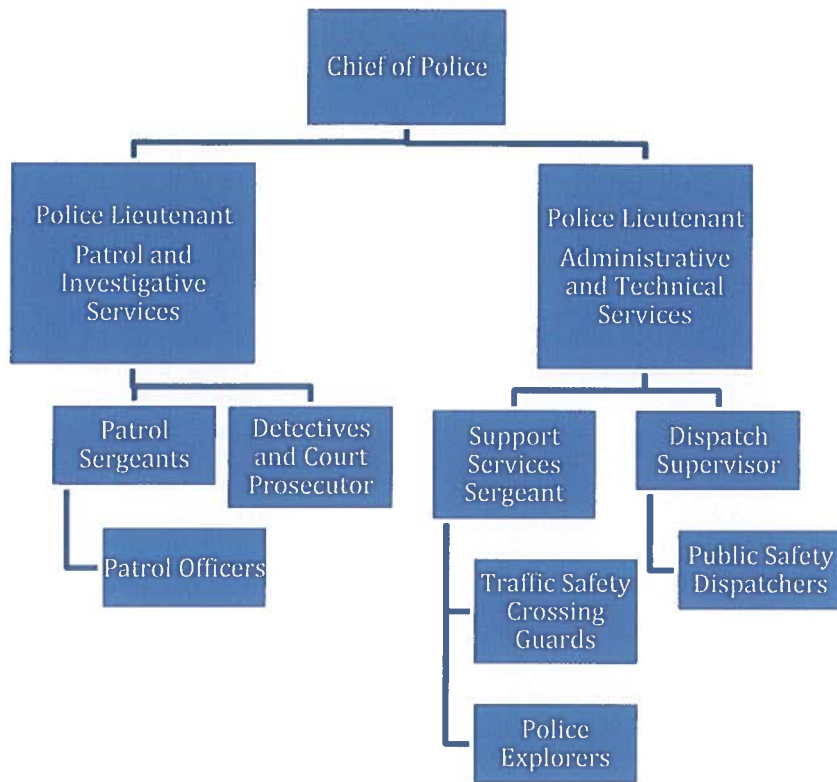 Chief of Police
Police Lieutenant
Patrol and
Investigative
Services
Police Lieutenant
Administrative
and Technical
Services
Patrol
Sergeants
Detectives
and Court
Prosecutor
Support
Services
Sergeant
Dispatch
Supervisor
Patrol Officers
Traffic Safety
Crossing
Guards
Public Safety
Dispatchers
Police
Explorers